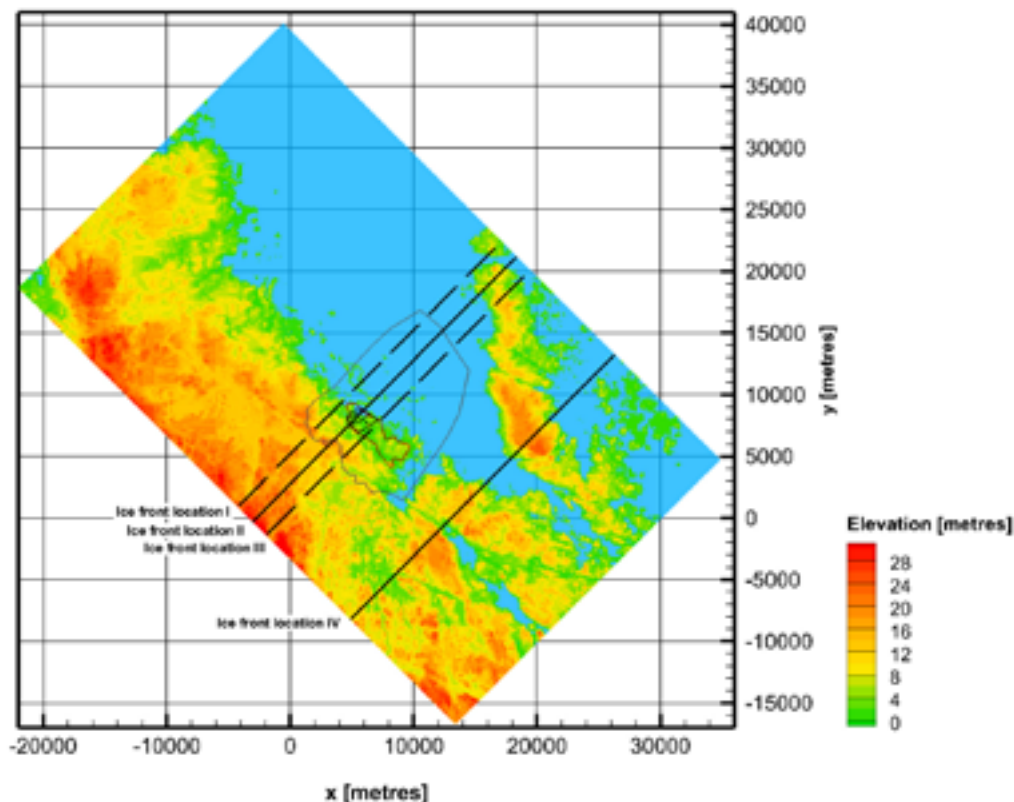 40000
35000
30000
25000
20000
15000
10000
5000
0
-5000
-10000
-15000
y [metres]
Ice front location I
Ice front location II
Ice front location III
Ice front location IV
-20000 -10000 0 10000 20000 30000
x [metres]
Elevation [metres]
28
24
20
16
12
8
4
0